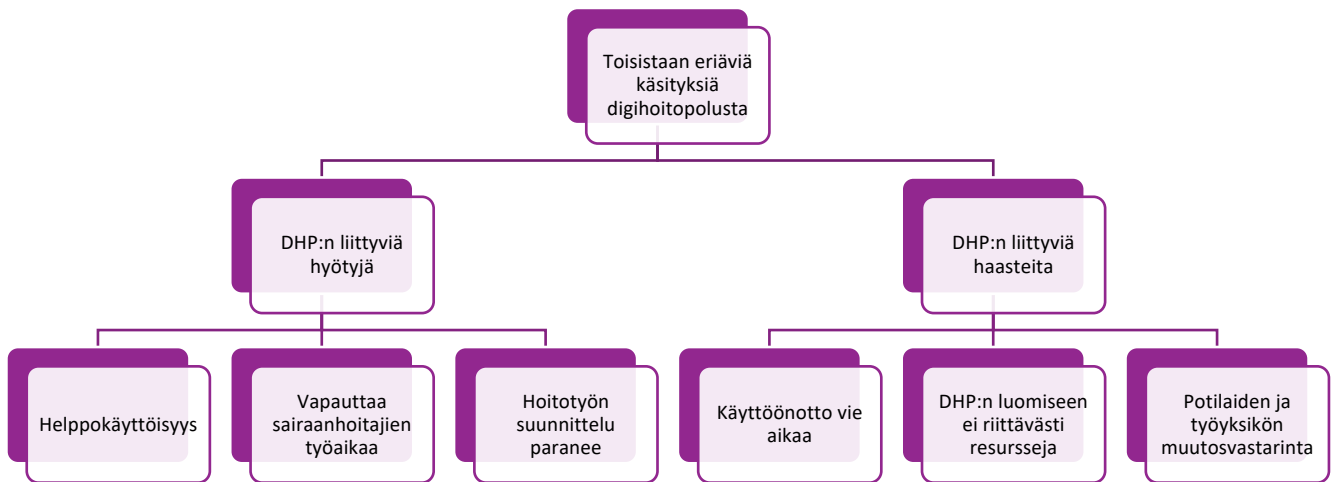 Toisistaan eriäviä
käsityksiä
digihoitopolusta
DHP:n liittyviä
hyötyjä
DHP:n liittyviä
haasteita
Helppokäyttöisyys
Vapauttaa
sairaanhoitajien
työaikaa
Hoitotyön
suunnittelu
paranee
Käyttöönotto vie
aikaa
DHP:n luomiseen
ei riittävästi
resursseja
Potilaiden ja
työyksikön
muutosvastarinta